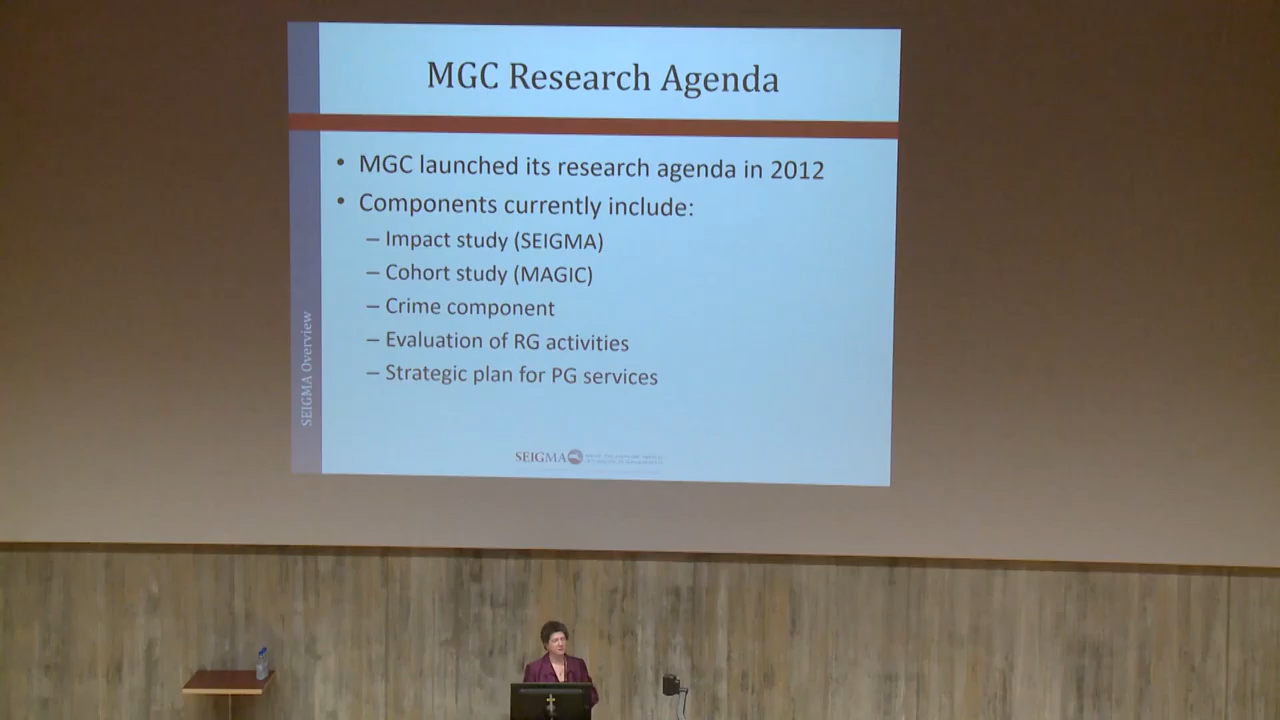 MGC Research Agenda
• MGC launched its research agenda in 2012
• Components currently include:
– Impact study (SEIGMA)
– Cohort study (MAGIC)
– Crime component
– Evaluation of RG activities
– Strategic plan for PG services
SEIGMA Overview
SEIGMA